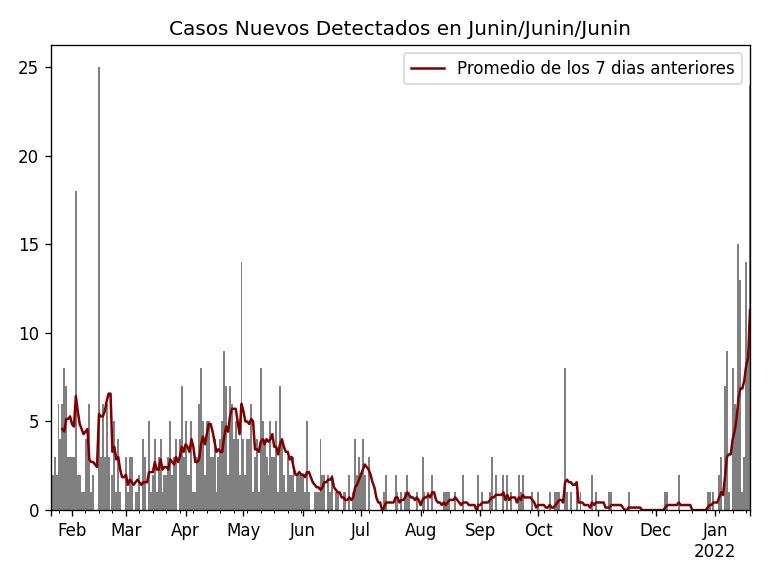 Casos Nuevos Detectados en Junin/Junin/Junin
Promedio de los 7 dias anteriores
25
20
15
10
5
0
Feb Mar Apr May Jun Jul Aug Sep Oct Nov Dec Jan
2022